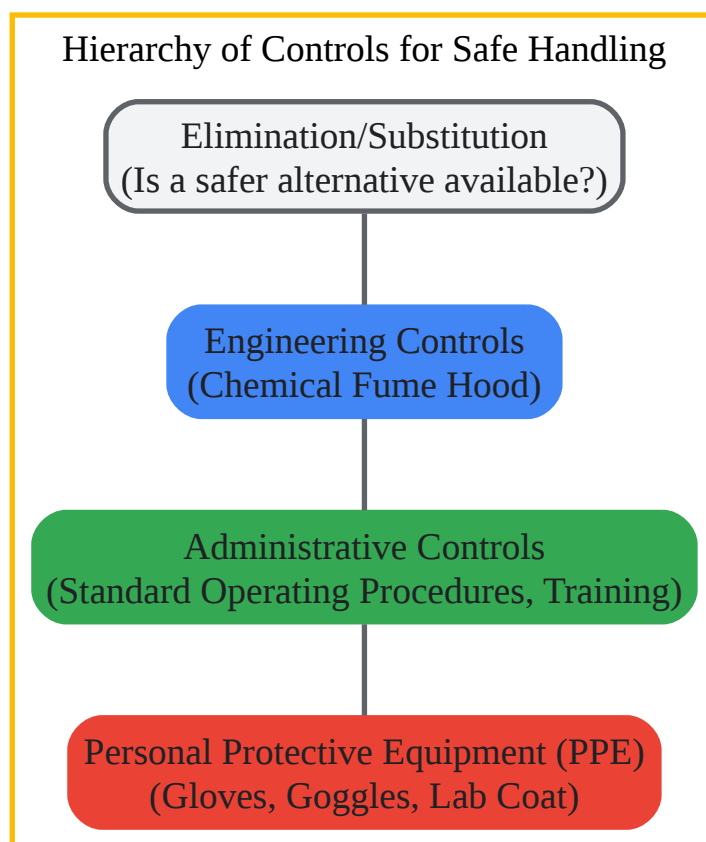 Hierarchy of Controls for Safe Handling
Elimination/Substitution
(Is a safer alternative available?)
Engineering Controls
(Chemical Fume Hood)
Administrative Controls
(Standard Operating Procedures, Training)
Personal Protective Equipment (PPE)
(Gloves, Goggles, Lab Coat)